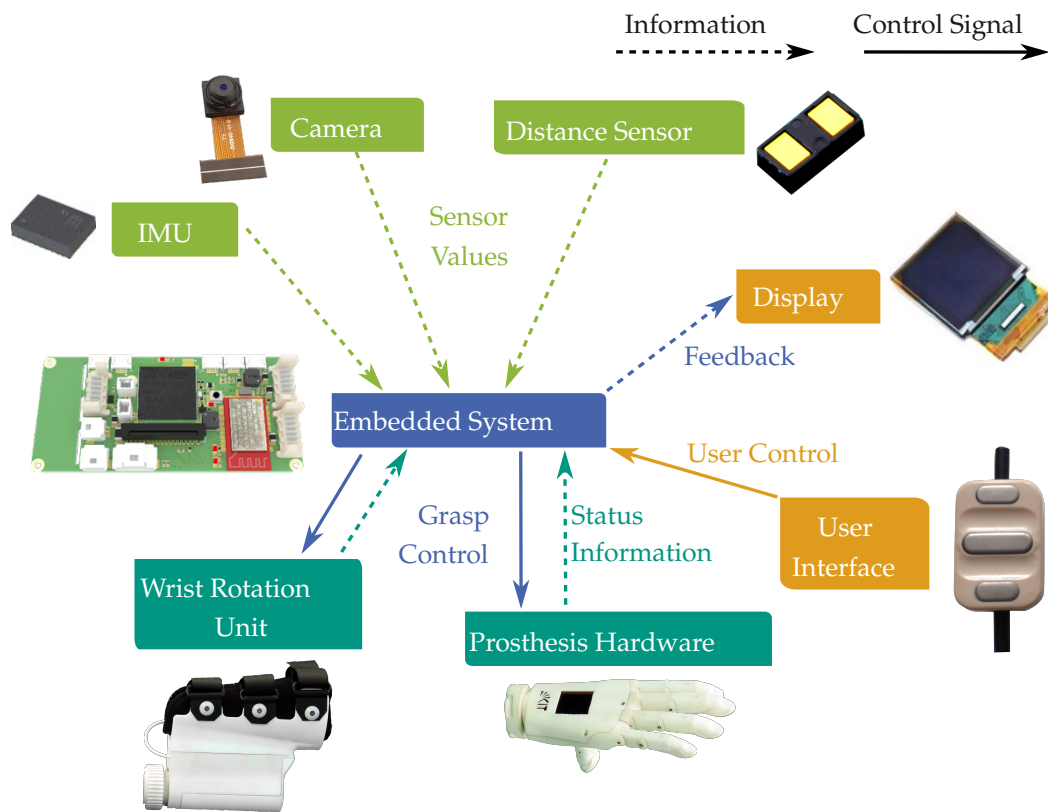 Information
Control Signal
Camera
Distance Sensor
IMU
Sensor
Values
Display
Feedback
Embedded System
User Control
Grasp
Control
Status
Information
User
Interface
Wrist Rotation
Unit
Prosthesis Hardware
KIT